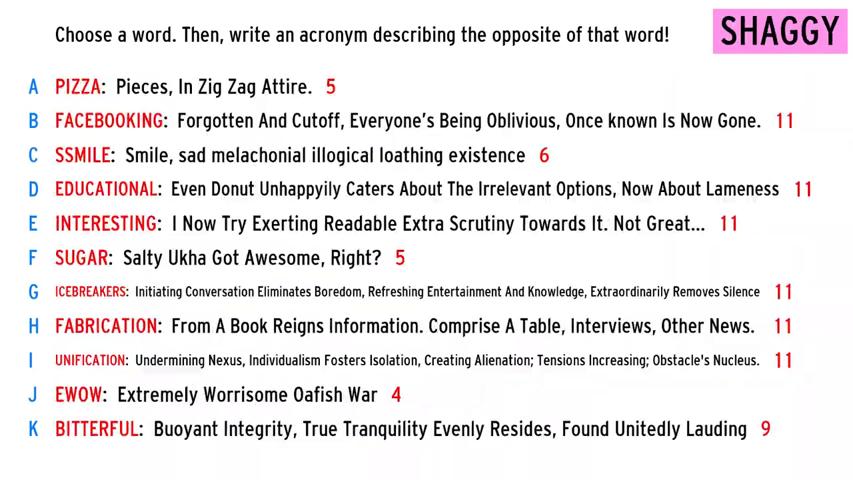 Choose a word. Then, write an acronym describing the opposite of that word!
SHAGGY
A PIZZA: Pieces, In Zig Zag Attire. 5
B FACEBOOKING: Forgotten And Cutoff, Everyone's Being Oblivious, Once known Is Now Gone. 11
C SSMILE: Smile, sad melachonial illogical loathing existence 6
D EDUCATIONAL: Even Donut Unhappyily Caters About The Irrelevant Options, Now About Lameness 11
E INTERESTING: I Now Try Exerting Readable Extra Scrutiny Towards It. Not Great... 11
F SUGAR: Salty Ukha Got Awesome, Right? 5
G ICEBREAKERS: Initiating Conversation Eliminates Boredom, Refreshing Entertainment And Knowledge, Extraordinarily Removes Silence 11
H FABRICATION: From A Book Reigns Information. Comprise A Table, Interviews, Other News. 11
I UNIFICATION: Undermining Nexus, Individualism Fosters Isolation, Creating Alienation; Tensions Increasing; Obstacle's Nucleus. 11
J EWOW: Extremely Worrisome Oafish War 4
K BITTERFUL: Buoyant Integrity, True Tranquility Evenly Resides, Found Unitedly Lauding 9